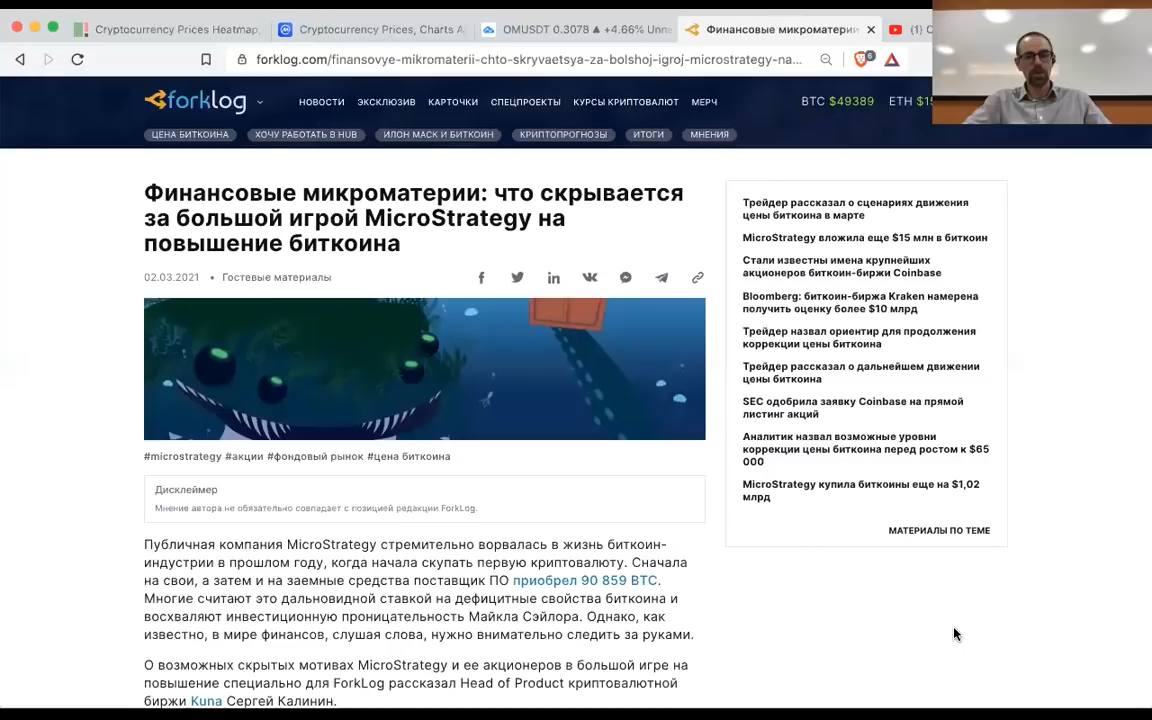 Cryptocurrency Prices Heatmap,
Cryptocurrency Prices, Charts A
OMUSDT 0.3078 ▲ +4.66% Unna
Финансовые микроматерии
(1) C
forklog.com/finansovye-mikromaterii-chto-skryvaetsya-za-bolshoj-igroj-microstrategy-na...
6
forklog
НОВОСТИ ЭКСКЛЮЗИВ КАРТОЧКИ СПЕЦПРОЕКТЫ КУРСЫ КРИПТОВАЛЮТ МЕРЧ
BTC $49389 ETH $15
ЦЕНА БИТКОИНА ХОЧУ РАБОТАТЬ В HUB ИЛОН МАСК И БИТКОИН КРИПТОПРОГНОЗЫ ИТОГИ МНЕНИЯ
Финансовые микроматерии: что скрывается
за большой игрой MicroStrategy на
повышение биткоина
02.03.2021 • Гостевые материалы
#microstrategy #акции #фондовый рынок #цена биткоина
Дисклеймер
Мнения автора не обязательно совпадает с позицией редакции ForkLog.
Публичная компания MicroStrategy стремительно ворвалась в жизнь биткоин-
индустрии в прошлом году, когда начала скупать первую криптовалюту. Сначала
на свои, а затем и на заемные средства поставщик ПО приобрел 90 859 BTC.
Многие считают это дальновидной ставкой на дефицитные свойства биткоина и
восхваляют инвестиционную проницательность Майкла Сэйлора. Однако, как
известно, в мире финансов, слушая слова, нужно внимательно следить за руками.
О возможных скрытых мотивах MicroStrategy и ее акционеров в большой игре на
повышение специально для ForkLog рассказал Head of Product криптовалютной
биржи Kuna Сергей Калинин.
Трейдер рассказал о сценариях движения
цены биткоина в марте
MicroStrategy вложила еще $15 млн в биткоин
Стали известны имена крупнейших
акционеров биткоин-биржи Coinbase
Bloomberg: биткоин-биржа Kraken намерена
получить оценку более $10 млрд
Трейдер назвал ориентир для продолжения
коррекции цены биткоина
Трейдер рассказал о дальнейшем движении
цены биткоина
SEC одобрила заявку Coinbase на прямой
листинг акций
Аналитик назвал возможные уровни
коррекции цены биткоина перед ростом к $65
000
MicroStrategy купила биткоины еще на $1,02
млрд
МАТЕРИАЛЫ ПО ТЕМЕ